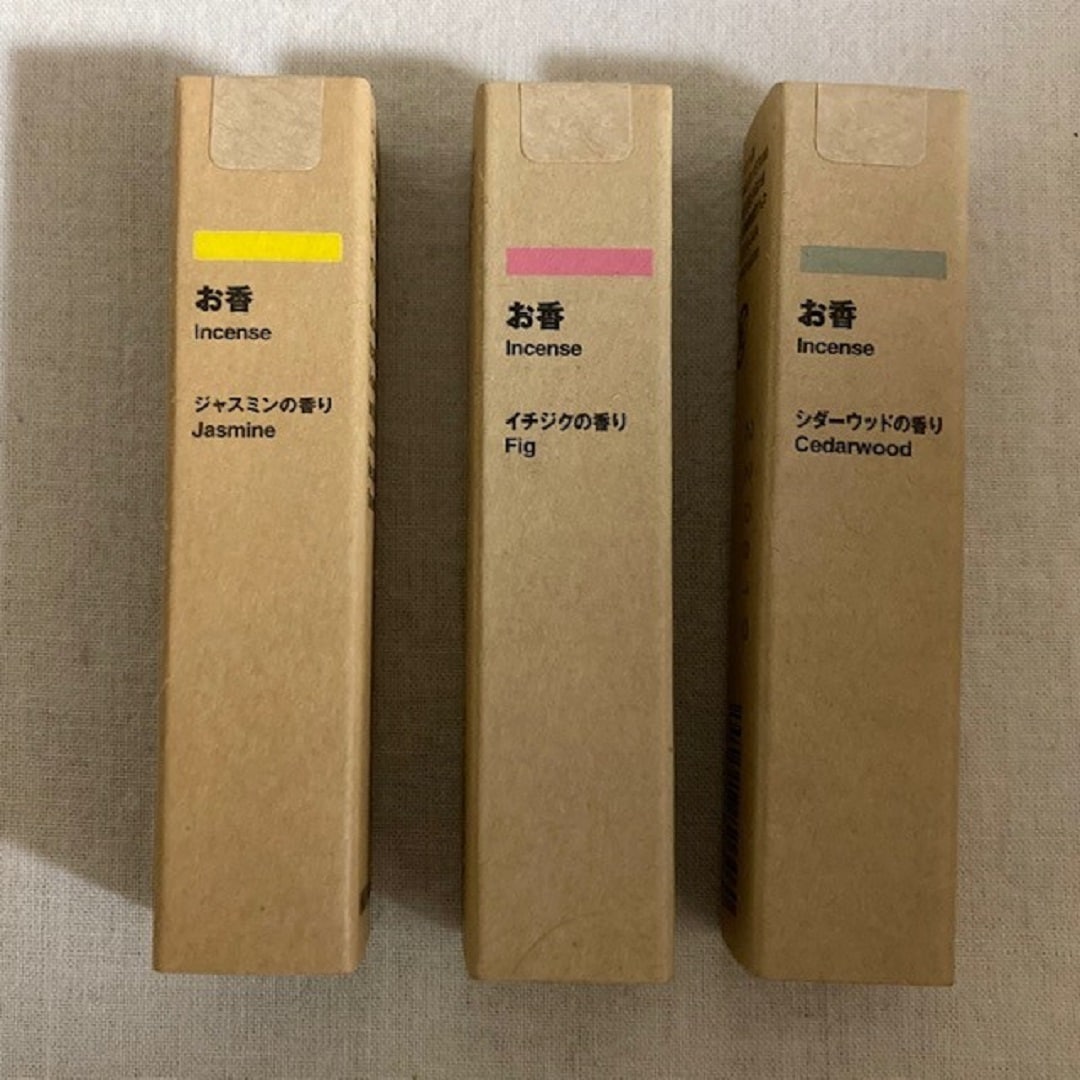 お香
Incense
ジャスミンの香り
Jasmine
お香
Incense
イチジクの香り
Fig
お香
Incense
シダーウッドの香り
Cedarwood